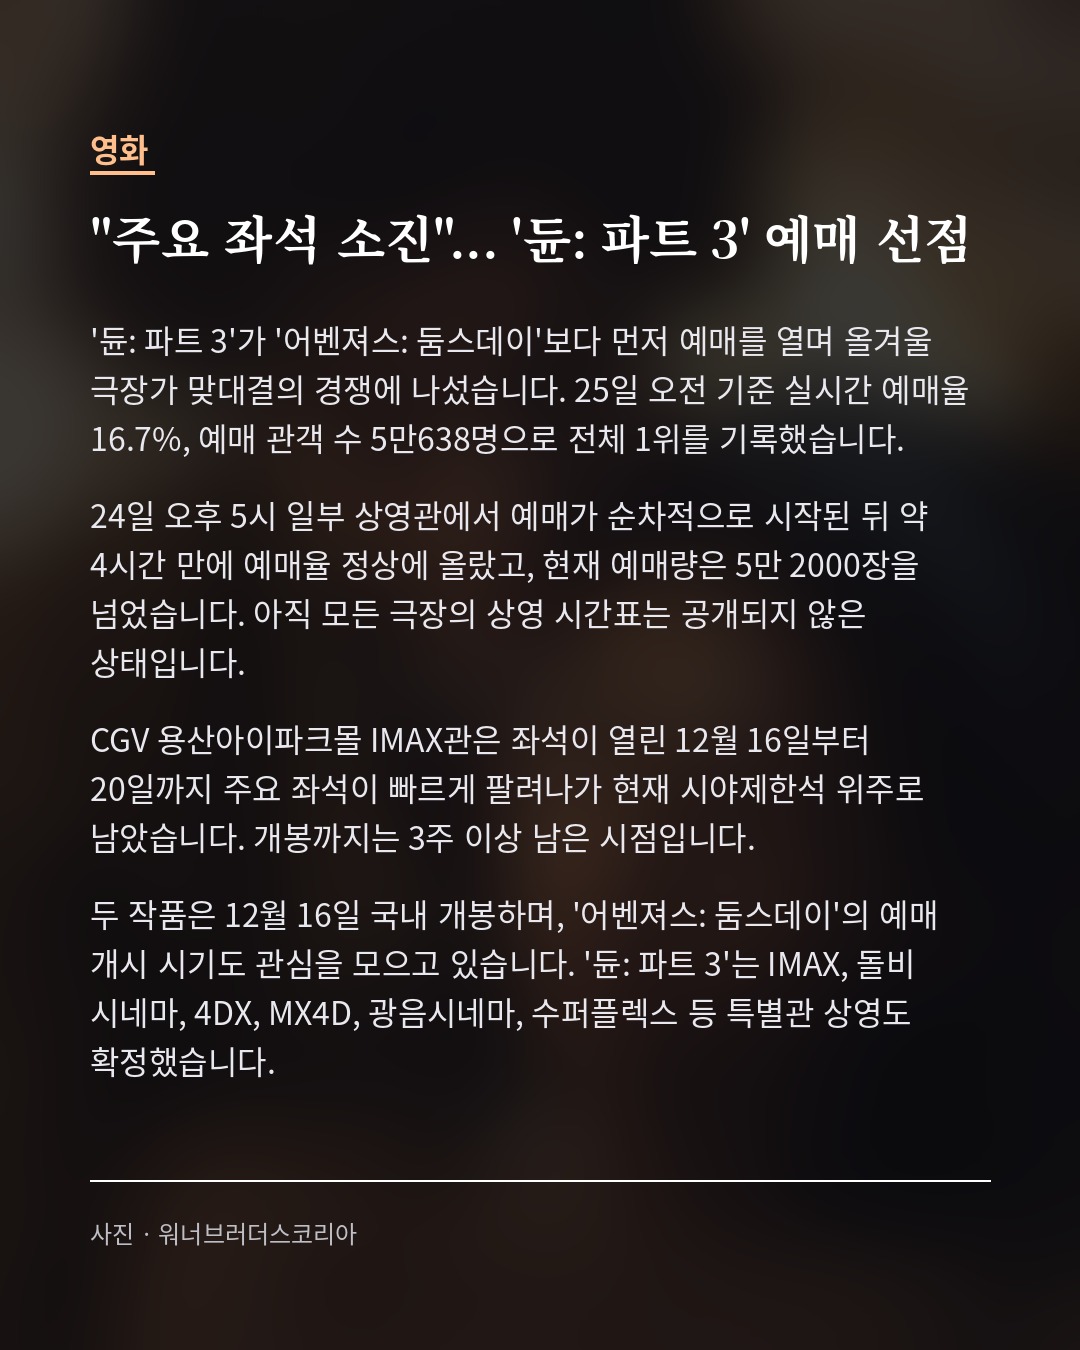 영화
"주요 좌석 소진"... '듄: 파트 3' 예매 선점
'듄: 파트 3'가 '어벤져스: 둠스데이'보다 먼저 예매를 열며 올겨울
극장가 맞대결의 경쟁에 나섰습니다. 25일 오전 기준 실시간 예매율
16.7%, 예매 관객 수 5만638명으로 전체 1위를 기록했습니다.
24일 오후 5시 일부 상영관에서 예매가 순차적으로 시작된 뒤 약
4시간 만에 예매율 정상에 올랐고, 현재 예매량은 5만 2000장을
넘었습니다. 아직 모든 극장의 상영 시간표는 공개되지 않은
상태입니다.
CGV 용산아이파크몰 IMAX관은 좌석이 열린 12월 16일부터
20일까지 주요 좌석이 빠르게 팔려나가 현재 시야제한석 위주로
남았습니다. 개봉까지는 3주 이상 남은 시점입니다.
두 작품은 12월 16일 국내 개봉하며, '어벤져스: 둠스데이'의 예매
개시 시기도 관심을 모으고 있습니다. '듄: 파트 3'는 IMAX, 돌비
시네마, 4DX, MX4D, 광음시네마, 수퍼플렉스 등 특별관 상영도
확정했습니다.
사진 · 워너브러더스코리아